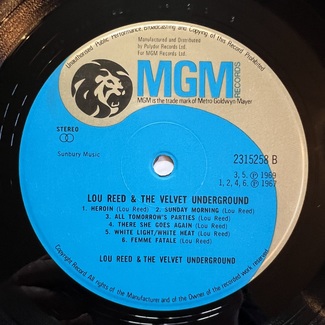 Unauthorised Public Performance Broadcasting and Copying of this Record Prohibited
Manufactured and Distributed
by Polydor Records Ltd.
For MGM Records Ltd.
MGM
RECORDS
MGM is the trade mark of Metro Goldwyn Mayer
STEREO
Sunbury Music
2315258 B
3, 5. Ⓟ 1969
1, 2, 4, 6. Ⓟ 1967
LOU REED & THE VELVET UNDERGROUND
1. HEROIN (Lou Reed) 2. SUNDAY MORNING (Lou Reed)
3. ALL TOMORROW'S PARTIES (Lou Reed)
4. THERE SHE GOES AGAIN (Lou Reed)
5. WHITE LIGHT/WHITE HEAT (Lou Reed)
6. FEMME FATALE (Lou Reed)
LOU REED & THE VELVET UNDERGROUND
Copyright. All rights of the Manufacturer and of the Owner of the recorded work reserved